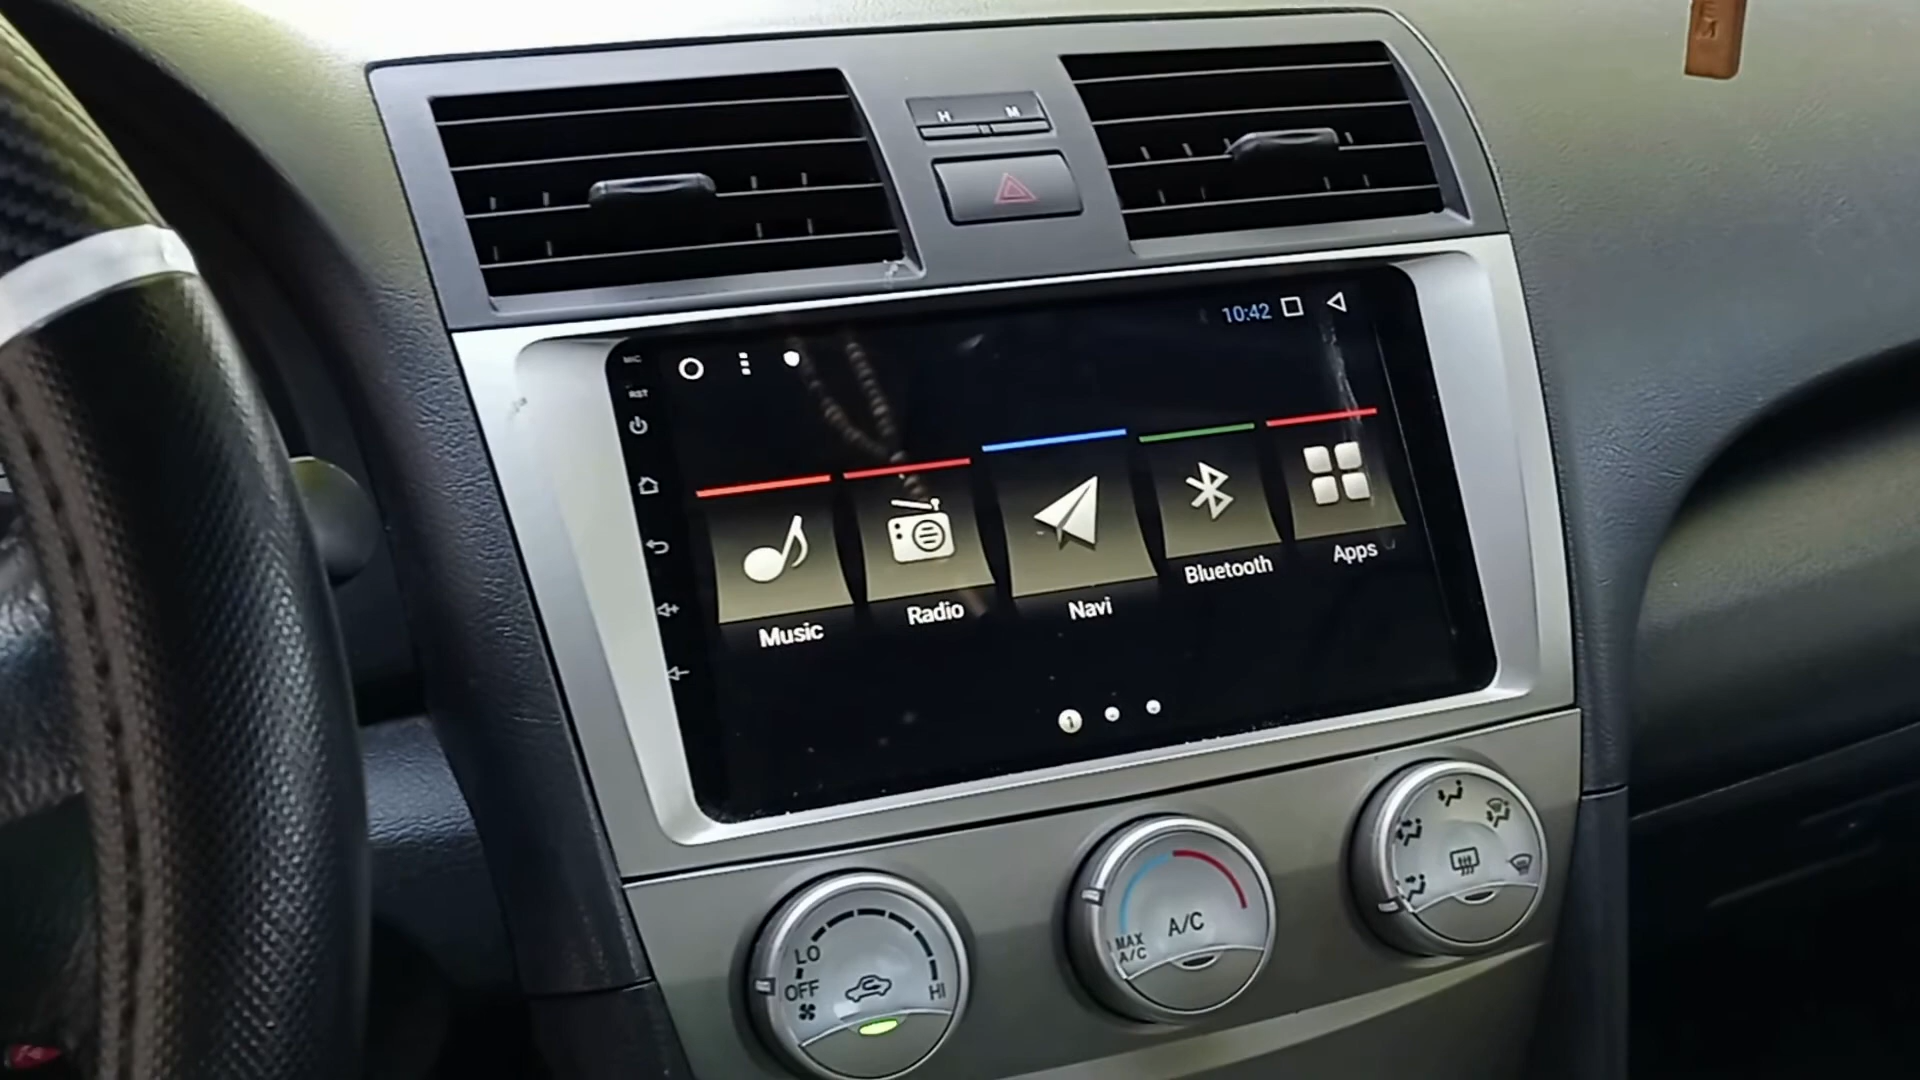 H M
10:42
MIC
RST
Music
Radio
Navi
Bluetooth
Apps
1
LO
OFF
HI
A/C
MAX
A/C